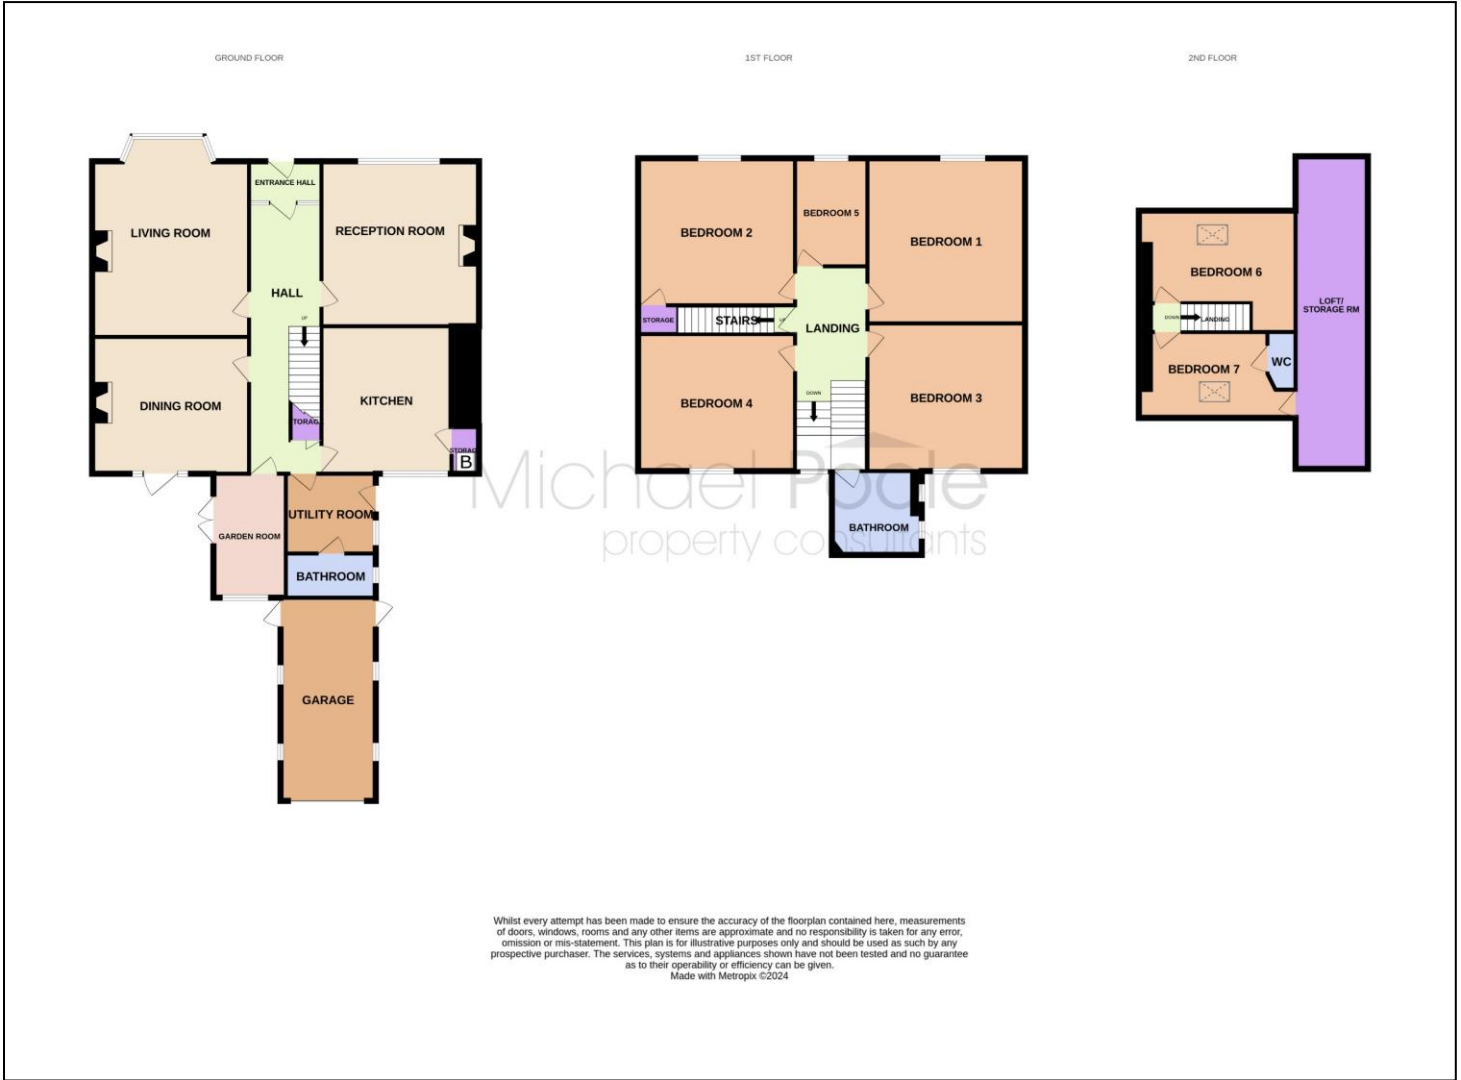 GROUND FLOOR
ENTRANCE HALL
LIVING ROOM
RECEPTION ROOM
HALL
UP
DINING ROOM
KITCHEN
TORAG
STORAG
B
UTILITY ROOM
GARDEN ROOM
BATHROOM
GARAGE
1ST FLOOR
BEDROOM 5
BEDROOM 2
BEDROOM 1
STORAGE
STAIRS
UP
LANDING
DOWN
BEDROOM 4
BEDROOM 3
BATHROOM
2ND FLOOR
BEDROOM 6
LOFT/
STORAGE RM
DOWN
LANDING
WC
BEDROOM 7
Michael Poole
property consultants
Whilst every attempt has been made to ensure the accuracy of the floorplan contained here, measurements
of doors, windows, rooms and any other items are approximate and no responsibility is taken for any error,
omission or mis-statement. This plan is for illustrative purposes only and should be used as such by any
prospective purchaser. The services, systems and appliances shown have not been tested and no guarantee
as to their operability or efficiency can be given.
Made with Metropix ©2024